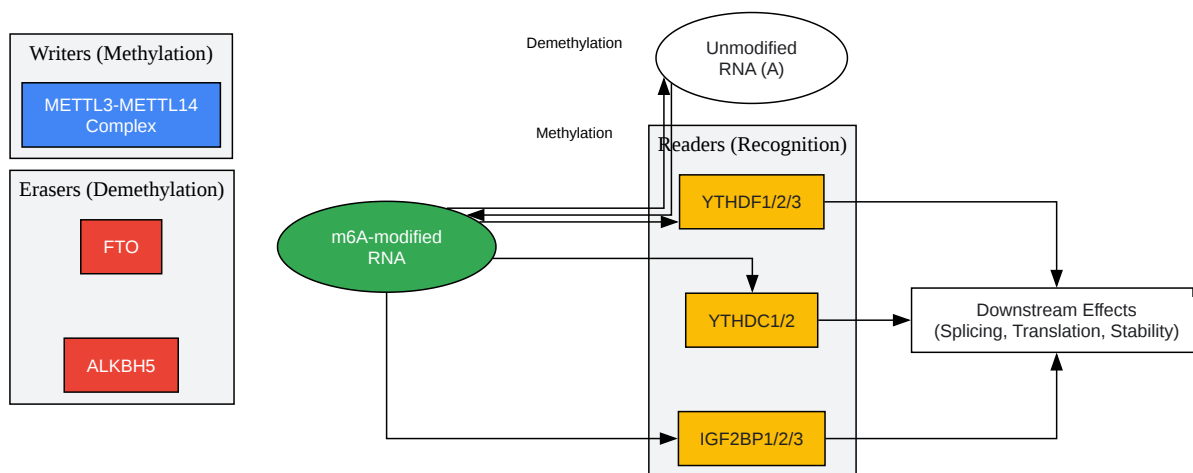 Writers (Methylation)
METTL3-METTL14
Complex
Erasers (Demethylation)
FTO
ALKBH5
Demethylation
Methylation
Unmodified
RNA (A)
m6A-modified
RNA
Readers (Recognition)
YTHDF1/2/3
YTHDC1/2
IGF2BP1/2/3
Downstream Effects
(Splicing, Translation, Stability)